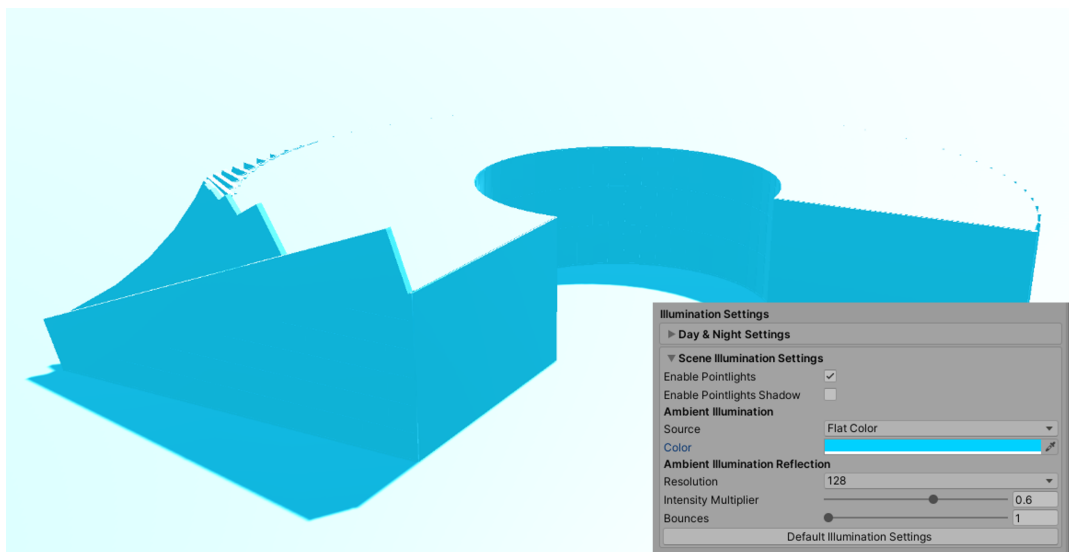 Illumination Settings
Day & Night Settings
Scene Illumination Settings
Enable Pointlights
Enable Pointlights Shadow
Ambient Illumination
Source Flat Color
Color
Ambient Illumination Reflection
Resolution 128
Intensity Multiplier 0.6
Bounces 1
Default Illumination Settings